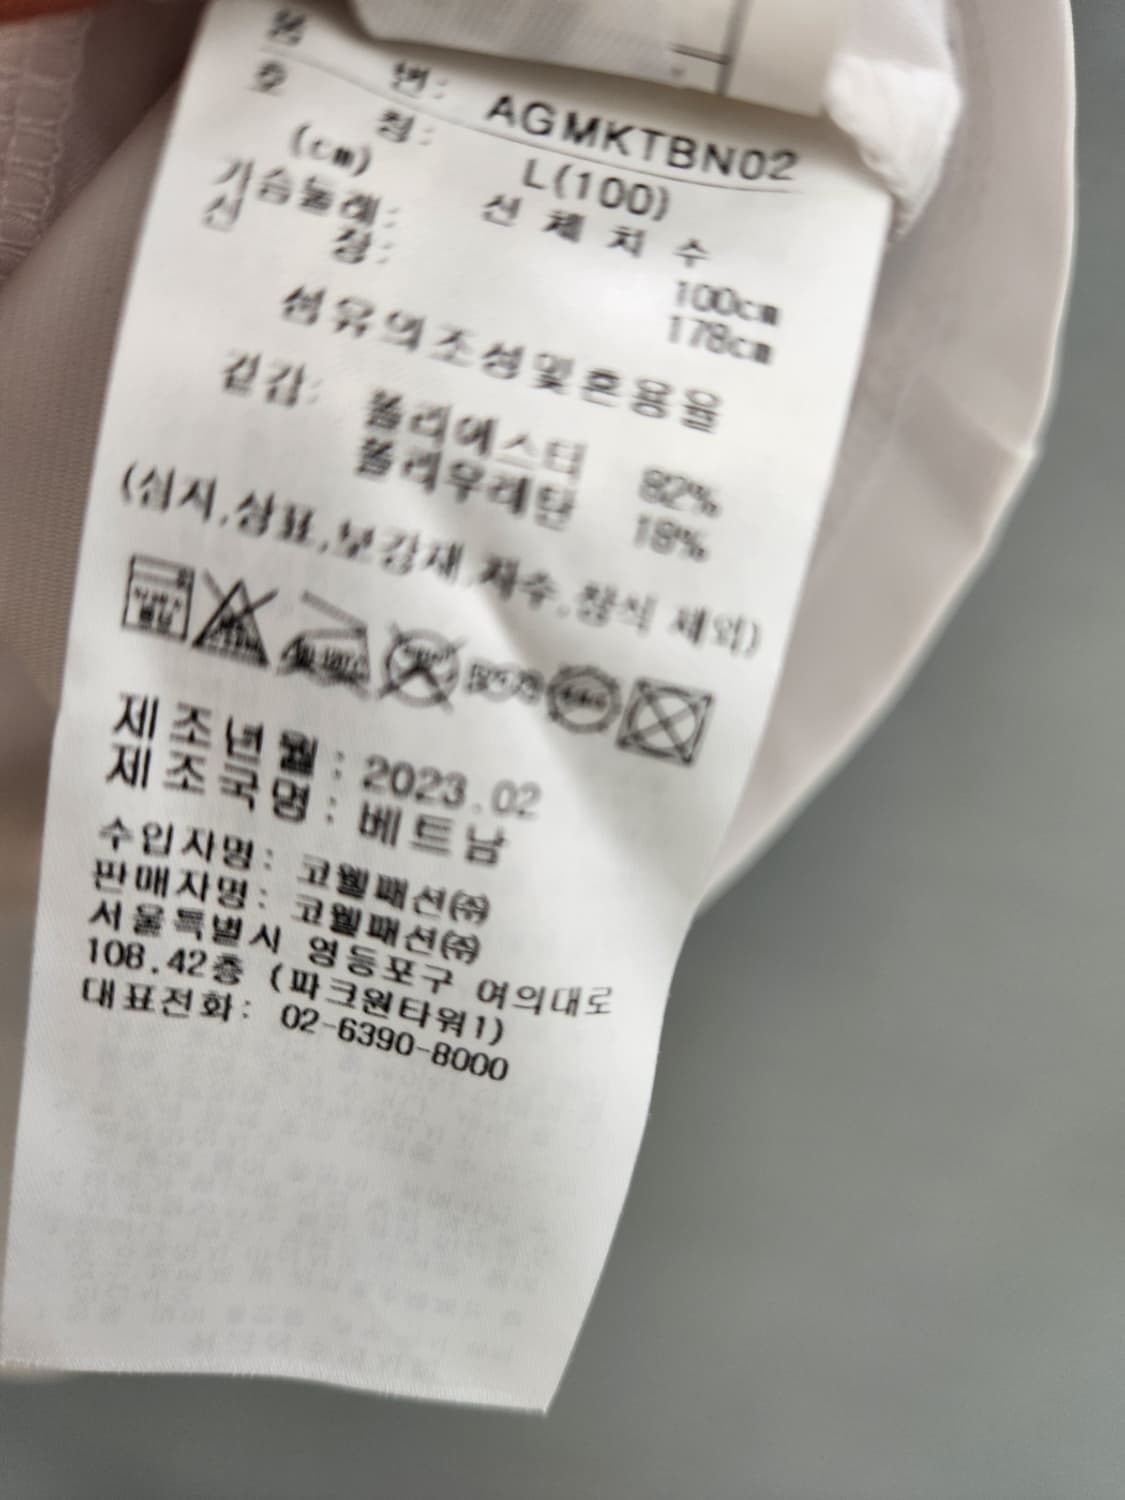 품 번: AGMKTBN02
호 칭: L(100)
(cm) 신 체 치 수
가슴둘레: 100cm
신 장: 178cm
섬유의조성및혼용율
겉감: 폴리에스터 82%
폴리우레탄 18%
(심지,상표,보강재,자수,장식 제외)
제조년월: 2023.02
제조국명: 베트남
수입자명: 코웰패션㈜
판매자명: 코웰패션㈜
서울특별시 영등포구 여의대로
108.42층 (파크원타워1)
대표전화: 02-6390-8000